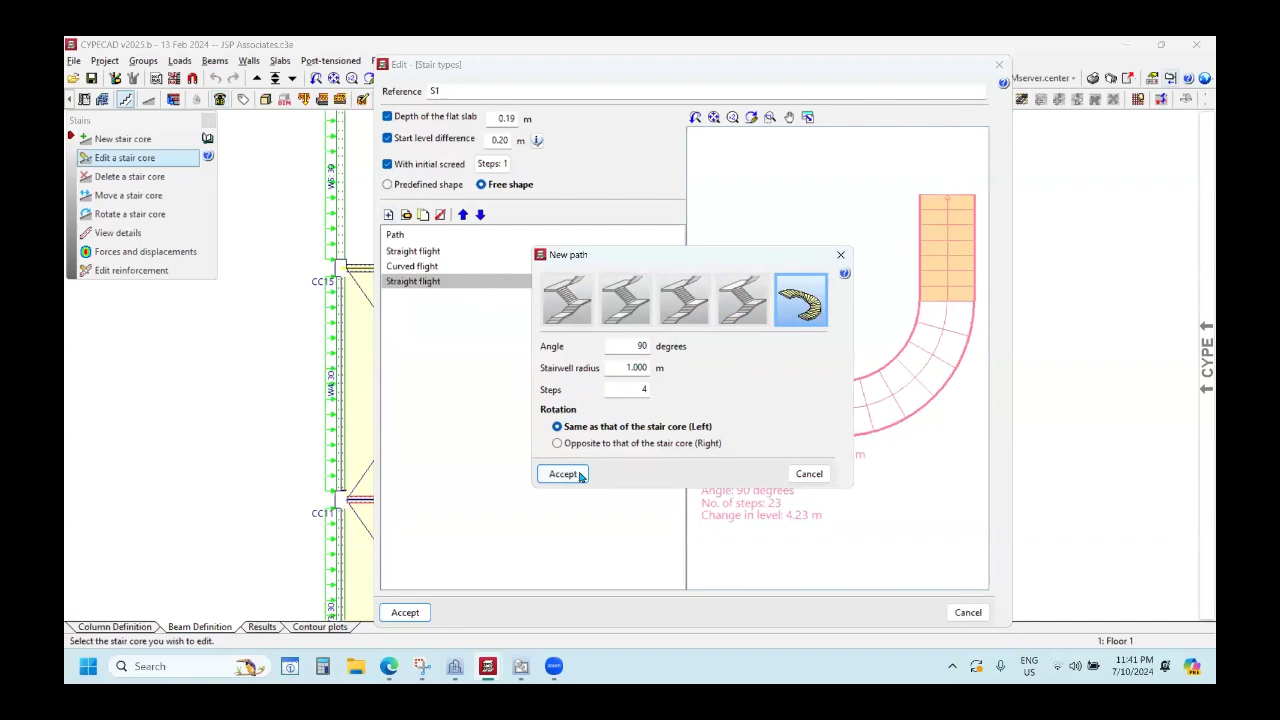 CYPECAD v2025.b - 13 Feb 2024 -- JSP Associates.c3e
File Project Groups Loads Beams Walls Slabs Post-tensioned
Mserver.center
Edit - [Stair types]
Reference S1
Depth of the flat slab 0.19 m
Start level difference 0.20 m
With initial screed Steps: 1
Predefined shape Free shape
Path
Straight flight
Curved flight
Straight flight
Stairs
New stair core
Edit a stair core
Delete a stair core
Move a stair core
Rotate a stair core
View details
Forces and displacements
Edit reinforcement
W5: 30
CC15
W4: 30
CC11
: 30
New path
Angle 90 degrees
Stairwell radius 1.000 m
Steps 4
Rotation
Same as that of the stair core (Left)
Opposite to that of the stair core (Right)
Accept Cancel
m
Angle: 90 degrees
No. of steps: 23
Change in level: 4.23 m
Accept Cancel
CYPE
Column Definition Beam Definition Results Contour plots
Select the stair core you wish to edit. 1: Floor 1
Search
zoom
ENG
US
11:41 PM
7/10/2024
PRE